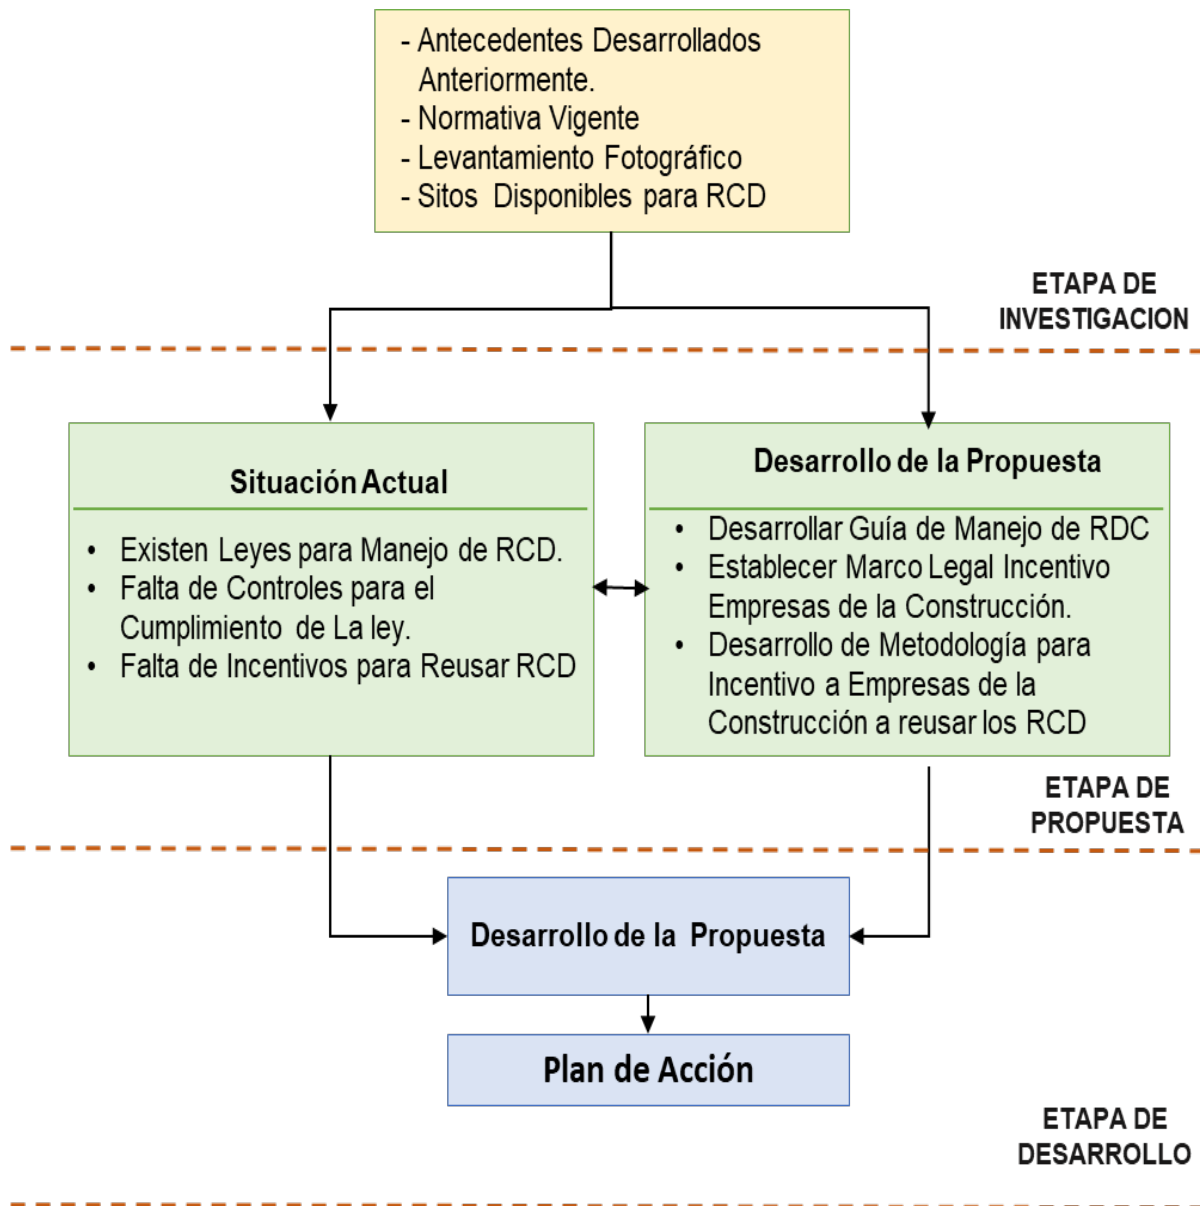 - Antecedentes Desarrollados
Anteriormente.
- Normativa Vigente
- Levantamiento Fotográfico
- Sitos Disponibles para RCD
ETAPA DE
INVESTIGACION
Situación Actual
• Existen Leyes para Manejo de RCD.
• Falta de Controles para el
Cumplimiento de La ley.
• Falta de Incentivos para Reusar RCD
Desarrollo de la Propuesta
• Desarrollar Guía de Manejo de RDC
• Establecer Marco Legal Incentivo
Empresas de la Construcción.
• Desarrollo de Metodología para
Incentivo a Empresas de la
Construcción a reusar los RCD
ETAPA DE
PROPUESTA
Desarrollo de la Propuesta
Plan de Acción
ETAPA DE
DESARROLLO